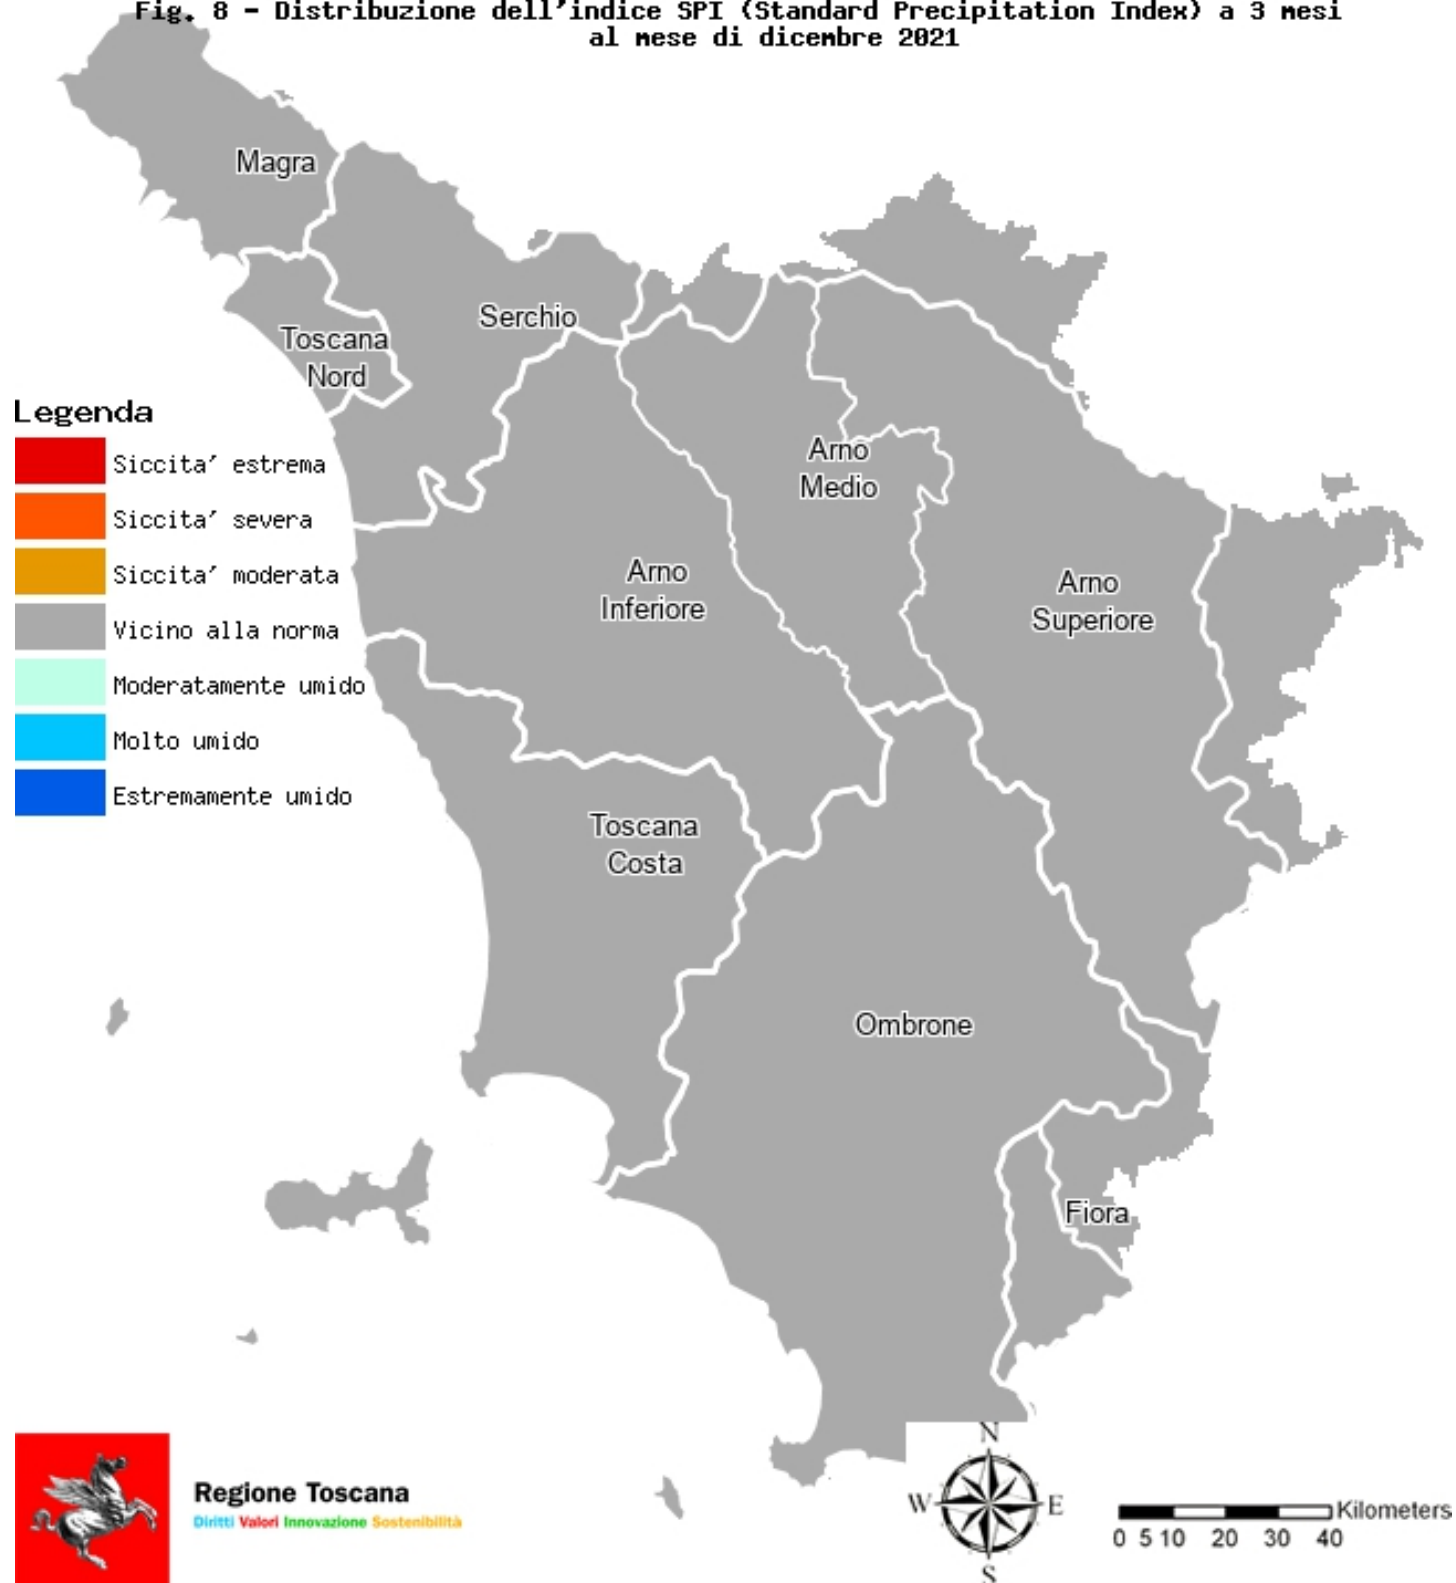 Fig. 8 - Distribuzione dell'indice SPI (Standard Precipitation Index) a 3 mesi
al mese di dicembre 2021
Magra
Serchio
Toscana
Nord
Legenda
Siccita' estrema
Siccita' severa
Siccita' moderata
Vicino alla norma
Moderatamente umido
Molto umido
Estremamente umido
Arno
Medio
Arno
Inferiore
Arno
Superiore
Toscana
Costa
Ombrone
Fiora
Regione Toscana
Diritti Valori Innovazione Sostenibilità
N
W E
S
Kilometers
0 5 10 20 30 40